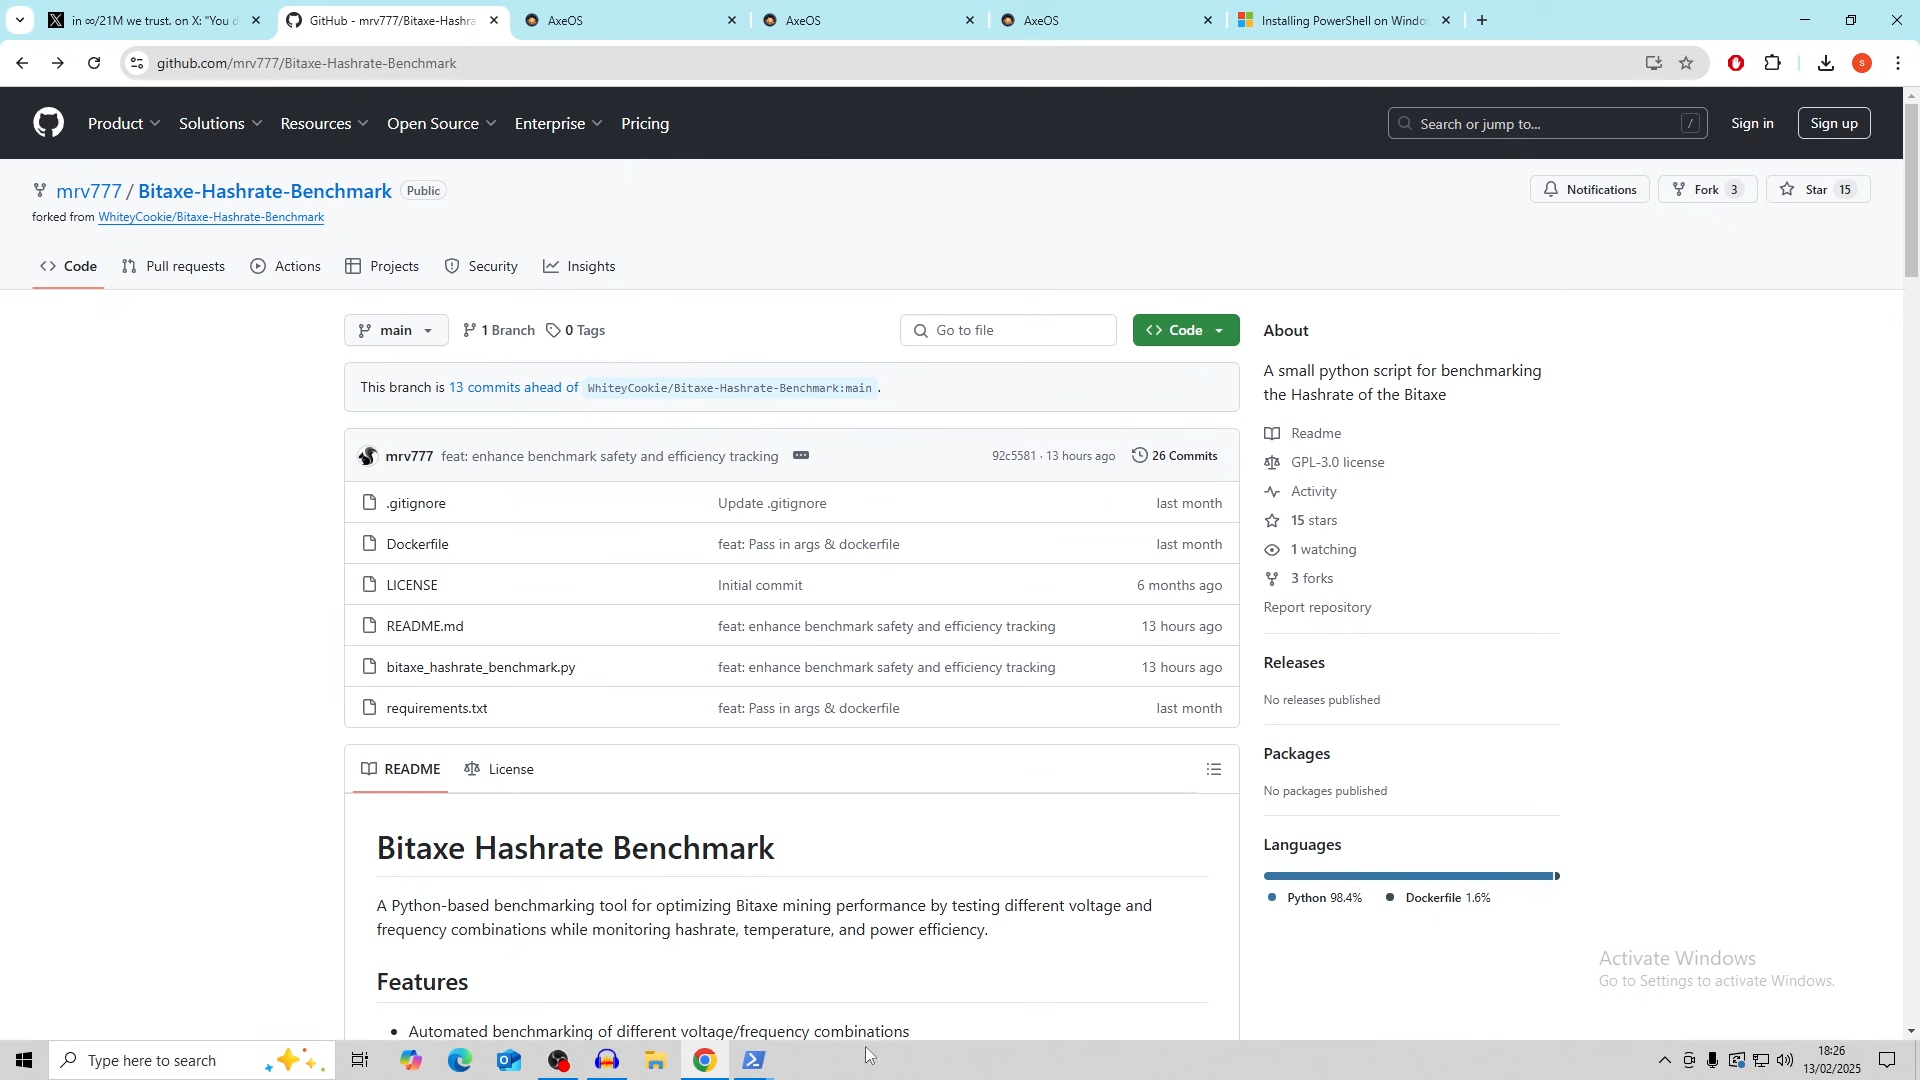 in ∞/21M we trust. on X: "You d
GitHub - mrv777/Bitaxe-Hashra
AxeOS
AxeOS
AxeOS
Installing PowerShell on Windo
github.com/mrv777/Bitaxe-Hashrate-Benchmark
S
Product
Solutions
Resources
Open Source
Enterprise
Pricing
Search or jump to...
/
Sign in
Sign up
mrv777 / Bitaxe-Hashrate-Benchmark
Public
Notifications
Fork 3
Star 15
forked from WhiteyCookie/Bitaxe-Hashrate-Benchmark
Code
Pull requests
Actions
Projects
Security
Insights
main
1 Branch
0 Tags
Go to file
Code
This branch is 13 commits ahead of WhiteyCookie/Bitaxe-Hashrate-Benchmark:main .
mrv777 feat: enhance benchmark safety and efficiency tracking
92c5581 · 13 hours ago
26 Commits
.gitignore Update .gitignore last month
Dockerfile feat: Pass in args & dockerfile last month
LICENSE Initial commit 6 months ago
README.md feat: enhance benchmark safety and efficiency tracking 13 hours ago
bitaxe_hashrate_benchmark.py feat: enhance benchmark safety and efficiency tracking 13 hours ago
requirements.txt feat: Pass in args & dockerfile last month
README
License
Bitaxe Hashrate Benchmark
A Python-based benchmarking tool for optimizing Bitaxe mining performance by testing different voltage and
frequency combinations while monitoring hashrate, temperature, and power efficiency.
Features
Automated benchmarking of different voltage/frequency combinations
About
A small python script for benchmarking
the Hashrate of the Bitaxe
Readme
GPL-3.0 license
Activity
15 stars
1 watching
3 forks
Report repository
Releases
No releases published
Packages
No packages published
Languages
Python 98.4%
Dockerfile 1.6%
Activate Windows
Go to Settings to activate Windows.
Type here to search
18:26
13/02/2025